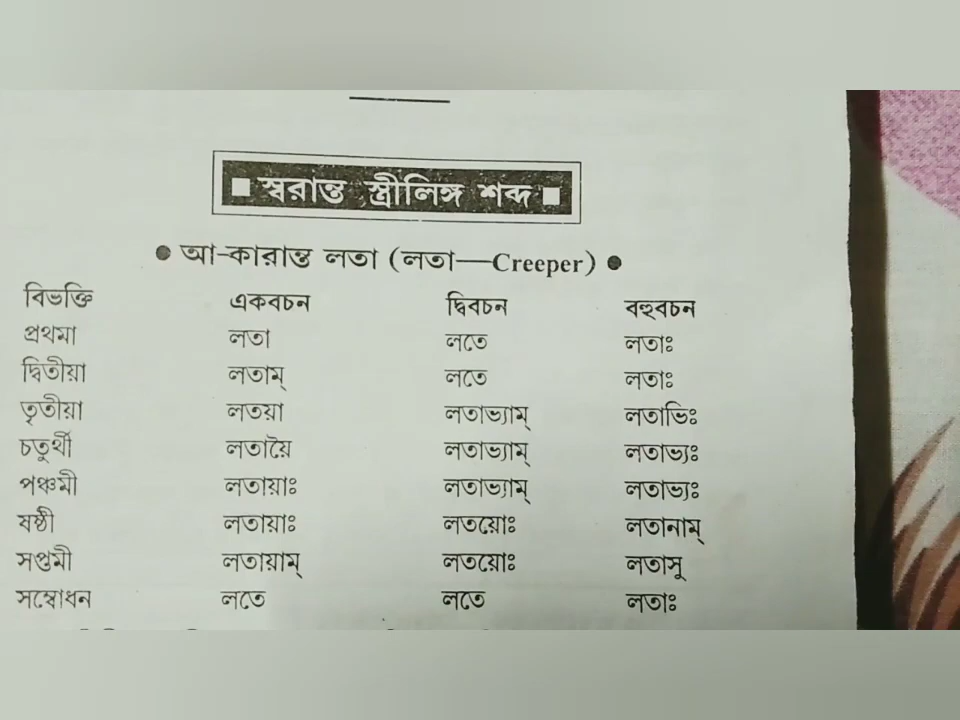 স্বরান্ত স্ত্রীলিঙ্গ শব্দ
আ-কারান্ত লতা (লতা—Creeper)
বিভক্তি একবচন দ্বিবচন বহুবচন
প্রথমা লতা লতে লতাঃ
দ্বিতীয়া লতাম্ লতে লতাঃ
তৃতীয়া লতয়া লতাভ্যাম্ লতাভিঃ
চতুর্থী লতায়ৈ লতাভ্যাম্ লতাভ্যঃ
পঞ্চমী লতায়াঃ লতাভ্যাম্ লতাভ্যঃ
ষষ্ঠী লতায়াঃ লতয়োঃ লতানাম্
সপ্তমী লতায়াম্ লতয়োঃ লতাসু
সম্বোধন লতে লতে লতাঃ